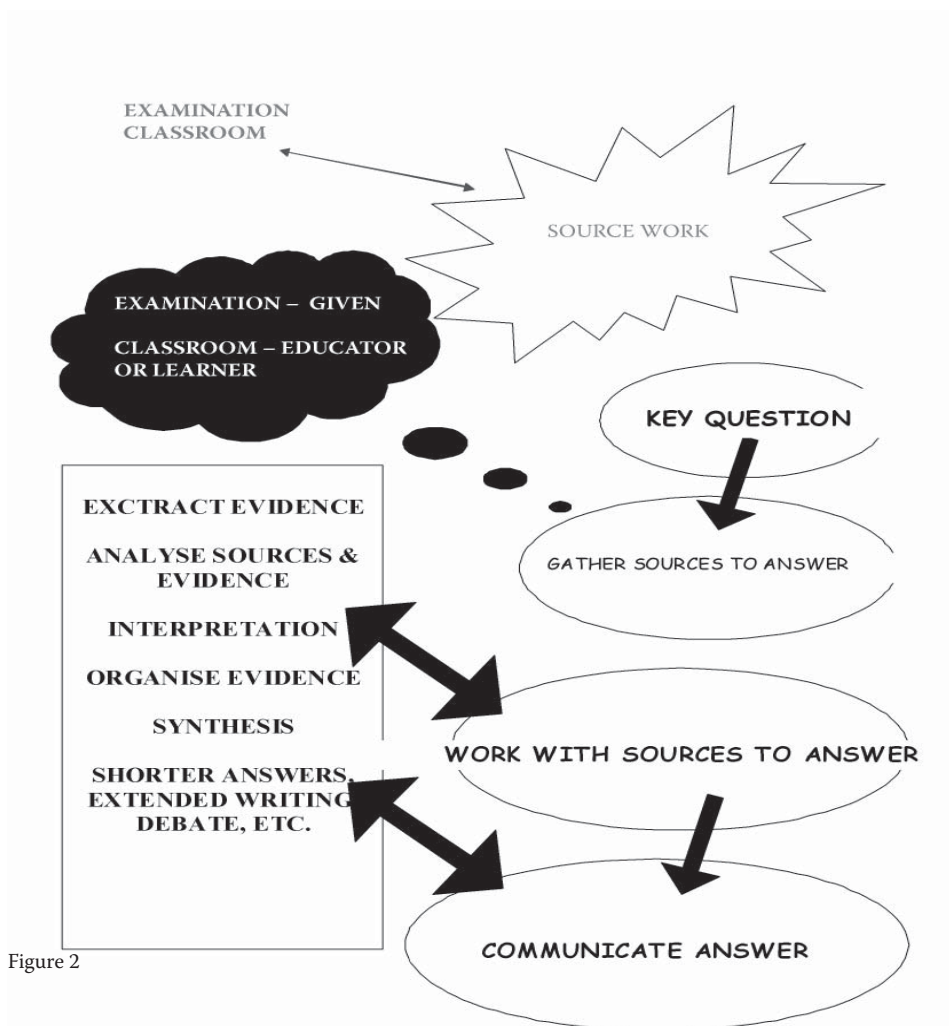 EXAMINATION
CLASSROOM
SOURCE WORK
EXAMINATION – GIVEN
CLASSROOM – EDUCATOR
OR LEARNER
KEY QUESTION
GATHER SOURCES TO ANSWER
EXCTRACT EVIDENCE
ANALYSE SOURCES &
EVIDENCE
INTERPRETATION
ORGANISE EVIDENCE
SYNTHESIS
SHORTER ANSWERS,
EXTENDED WRITING
DEBATE, ETC.
WORK WITH SOURCES TO ANSWER
COMMUNICATE ANSWER
Figure 2